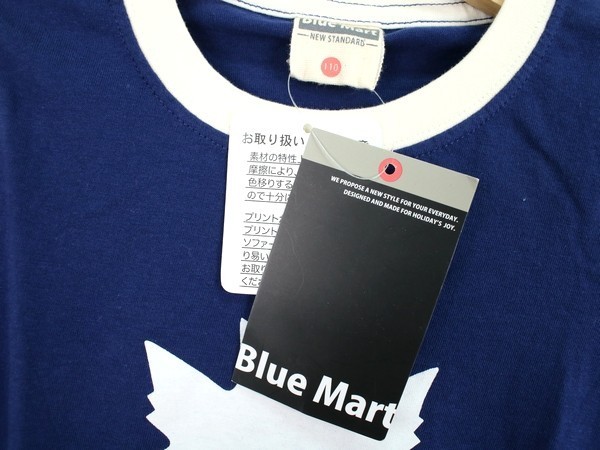 Blue Mart
NEW STANDARD
110
お取り扱い
素材の特性
摩擦により、
色移りする
ので十分に
プリント
プリント
ソファー
り易い
お取り
くださ
WE PROPOSE A NEW STYLE FOR YOUR EVERYDAY.
DESIGNED AND MADE FOR HOLIDAY'S JOY.
Blue Mart